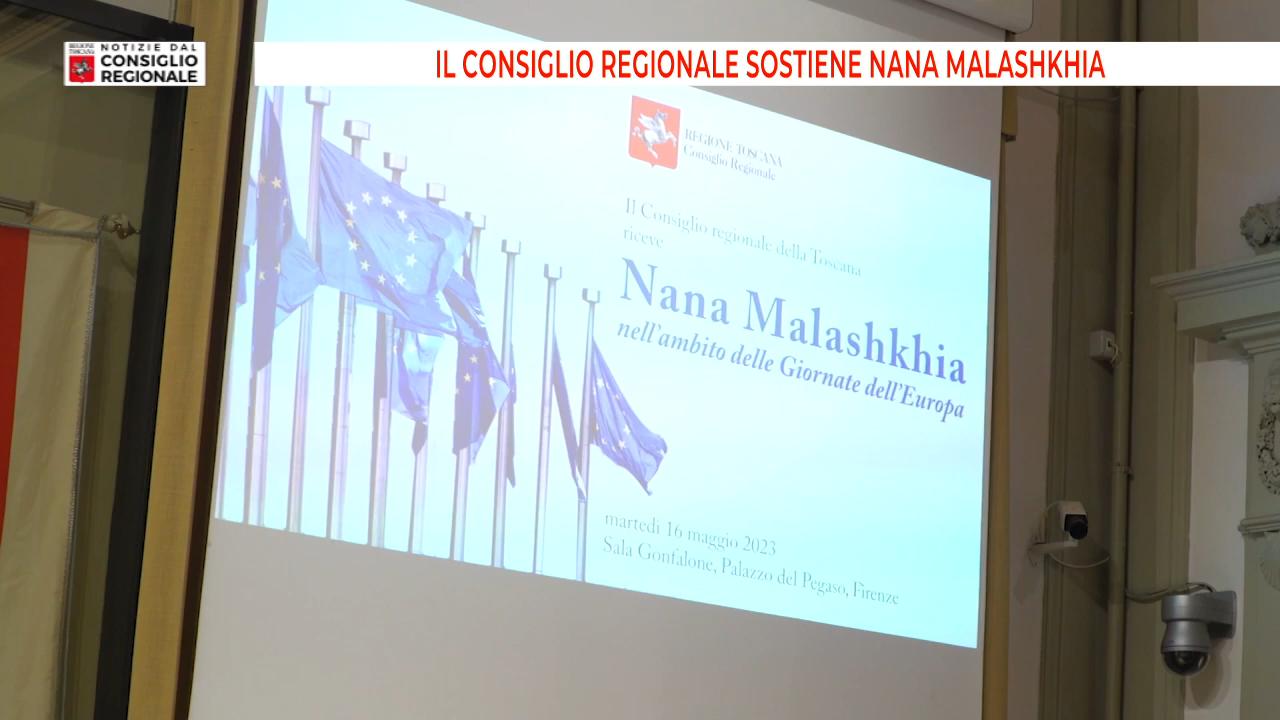 REGIONE
TOSCANA
NOTIZIE DAL
CONSIGLIO
REGIONALE
IL CONSIGLIO REGIONALE SOSTIENE NANA MALASHKHIA
REGIONE TOSCANA
Consiglio Regionale
Il Consiglio regionale della Toscana
riceve
Nana Malashkhia
nell'ambito delle Giornate dell'Europa
martedì 16 maggio 2023
Sala Gonfalone, Palazzo del Pegaso, Firenze